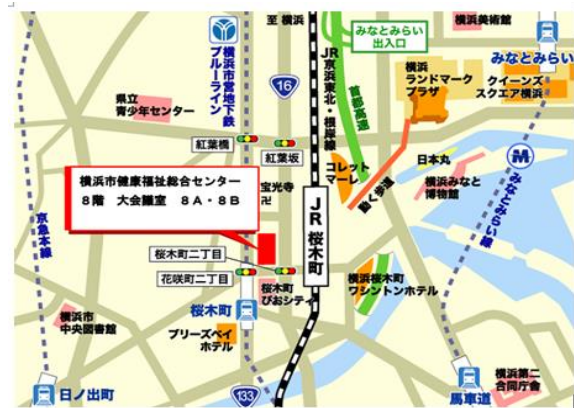 至 横浜
みなとみらい
出入口
横浜美術館
みなとみらい
横浜市営地下鉄
ブルーライン
16
JR京浜東北・根岸線
首都高速
横浜
ランドマーク
プラザ
クイーンズ
スクエア横浜
県立
青少年センター
紅葉橋
紅葉坂
コレット
マーレ
動く歩道
日本丸
横浜みなと
博物館
みなとみらい線
横浜市健康福祉総合センター
8階 大会議室 8A・8B
宝光寺
卍
JR 桜木町
京急本線
桜木町二丁目
花咲町二丁目
桜木町
ぴおシティ
横浜桜木町
ワシントンホテル
桜木町
横浜市
中央図書館
ブリーズベイ
ホテル
日ノ出町
133
馬車道
横浜第二
合同庁舎